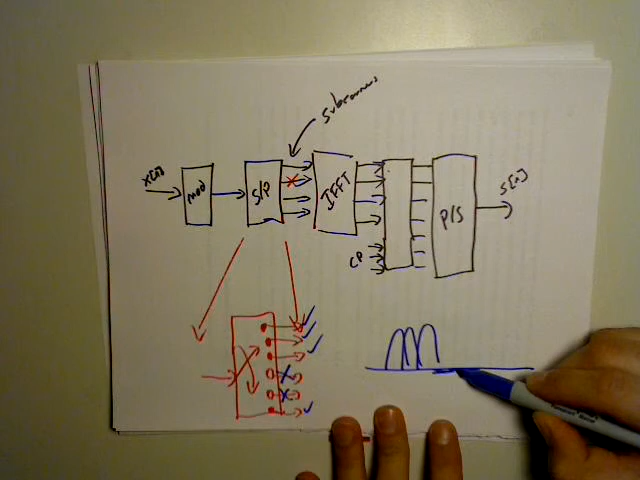 subcarriers
x[n]
mod
S/P
IFFT
CP
P/S
s[n]